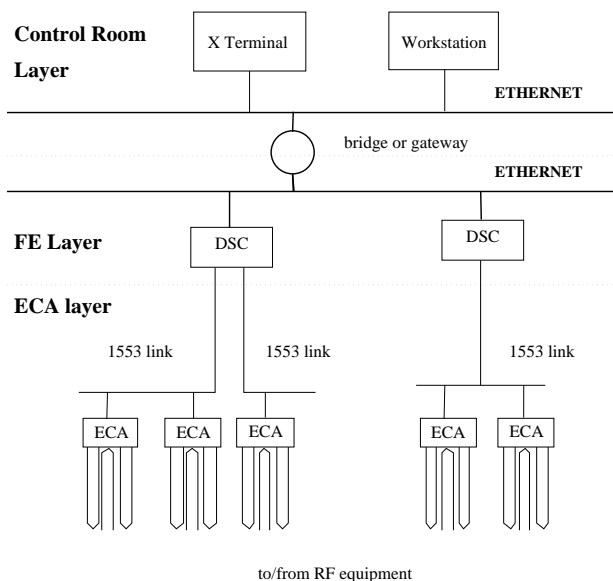 Control Room
Layer
X Terminal
Workstation
ETHERNET
bridge or gateway
ETHERNET
FE Layer
DSC
DSC
ECA layer
1553 link
1553 link
1553 link
ECA
ECA
ECA
ECA
ECA
to/from RF equipment